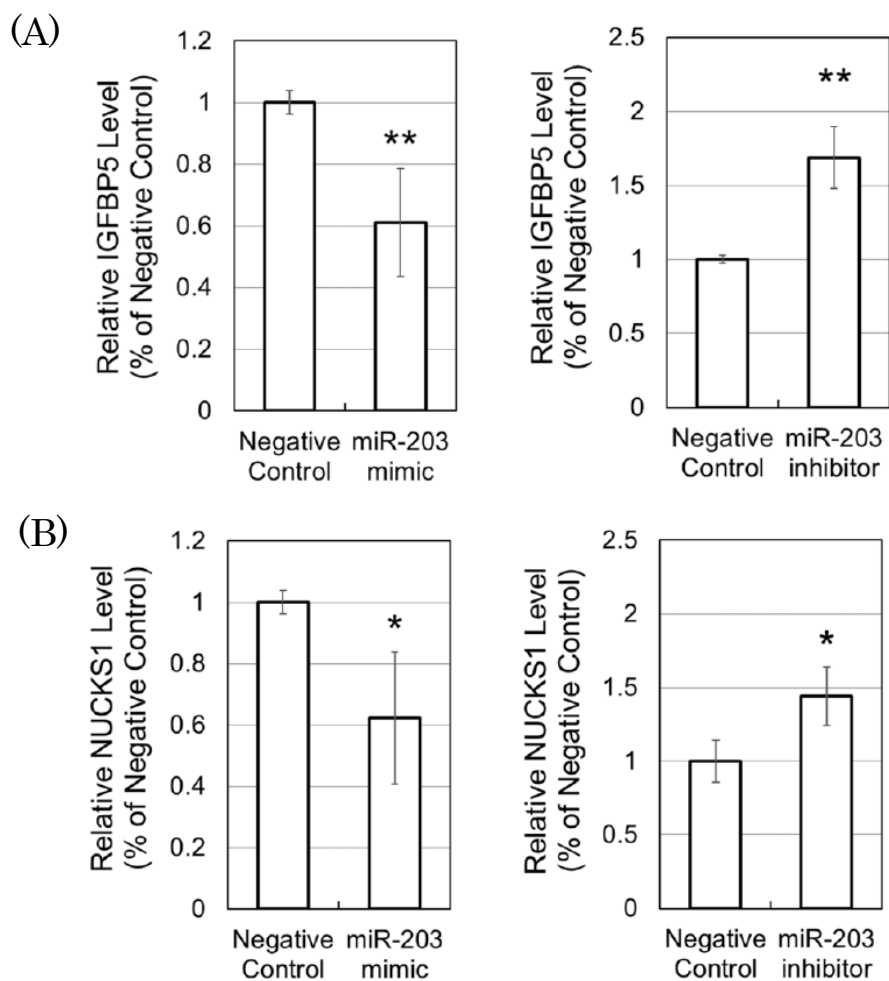 (A)
Relative IGFBP5 Level
(% of Negative Control)
1.2
1
0.8
0.6
0.4
0.2
0
**
Negative Control
miR-203 mimic
Relative IGFBP5 Level
(% of Negative Control)
2.5
2
1.5
1
0.5
0
**
Negative Control
miR-203 inhibitor
(B)
Relative NUCKS1 Level
(% of Negative Control)
1.2
1
0.8
0.6
0.4
0.2
0
*
Negative Control
miR-203 mimic
Relative NUCKS1 Level
(% of Negative Control)
2.5
2
1.5
1
0.5
0
*
Negative Control
miR-203 inhibitor